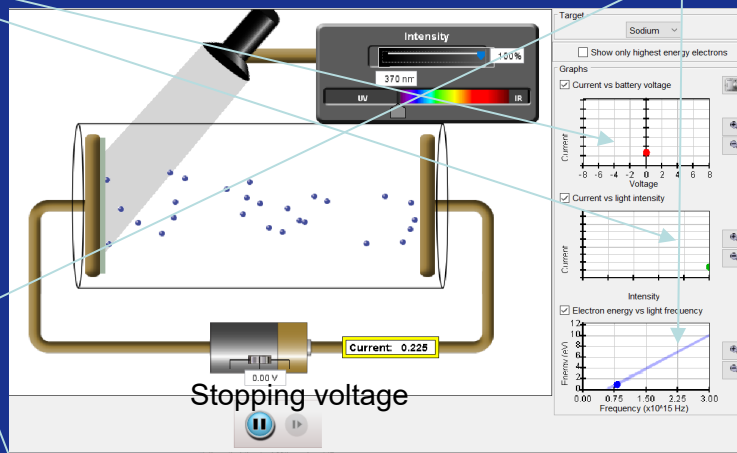 Intensity
100%
370 nm
UV
IR
Current: 0.225
0.00 V
Stopping voltage
Target
Sodium
Show only highest energy electrons
Graphs
Current vs battery voltage
Current
-8 -6 -4 -2 0 2 4 6 8
Voltage
Current vs light intensity
Current
Intensity
Electron energy vs light frequency
Energy (eV)
12
10
8
6
4
2
0
0.00 0.75 1.50 2.25 3.00
Frequency (x10^15 Hz)